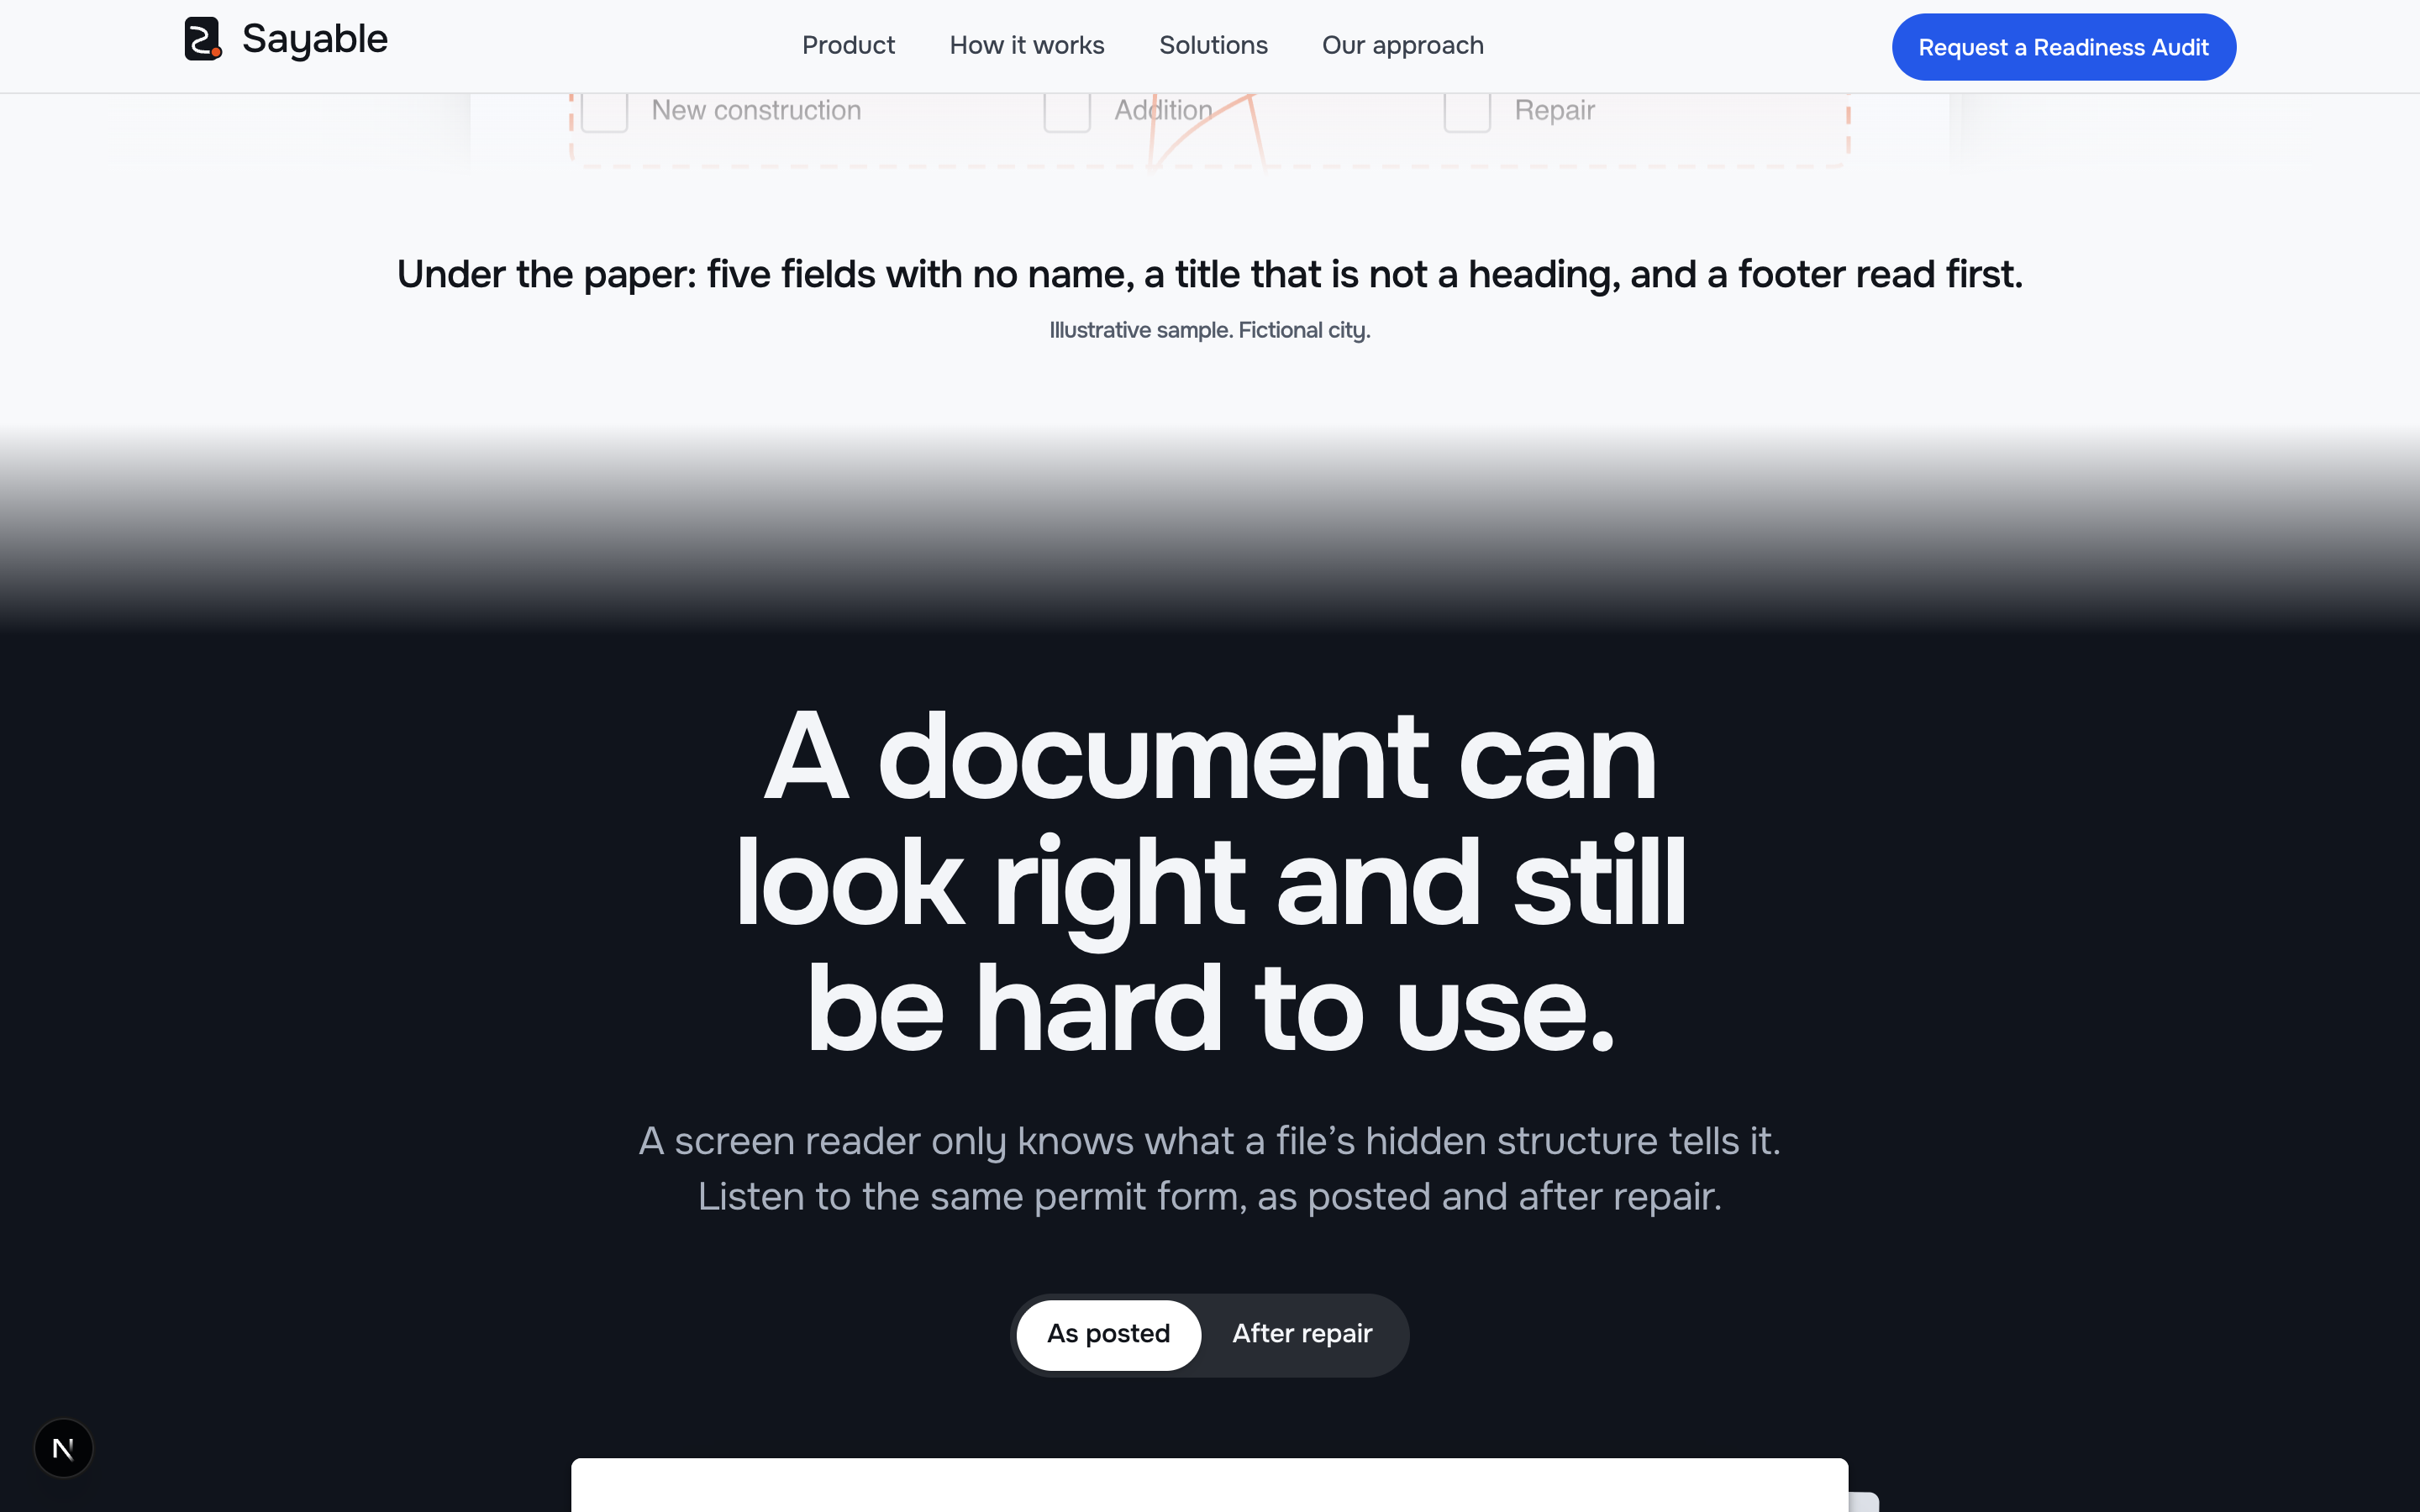 Sayable
Product
How it works
Solutions
Our approach
Request a Readiness Audit
New construction
Addition
Repair
Under the paper: five fields with no name, a title that is not a heading, and a footer read first.
Illustrative sample. Fictional city.
A document can
look right and still
be hard to use.
A screen reader only knows what a file’s hidden structure tells it.
Listen to the same permit form, as posted and after repair.
As posted
After repair
N